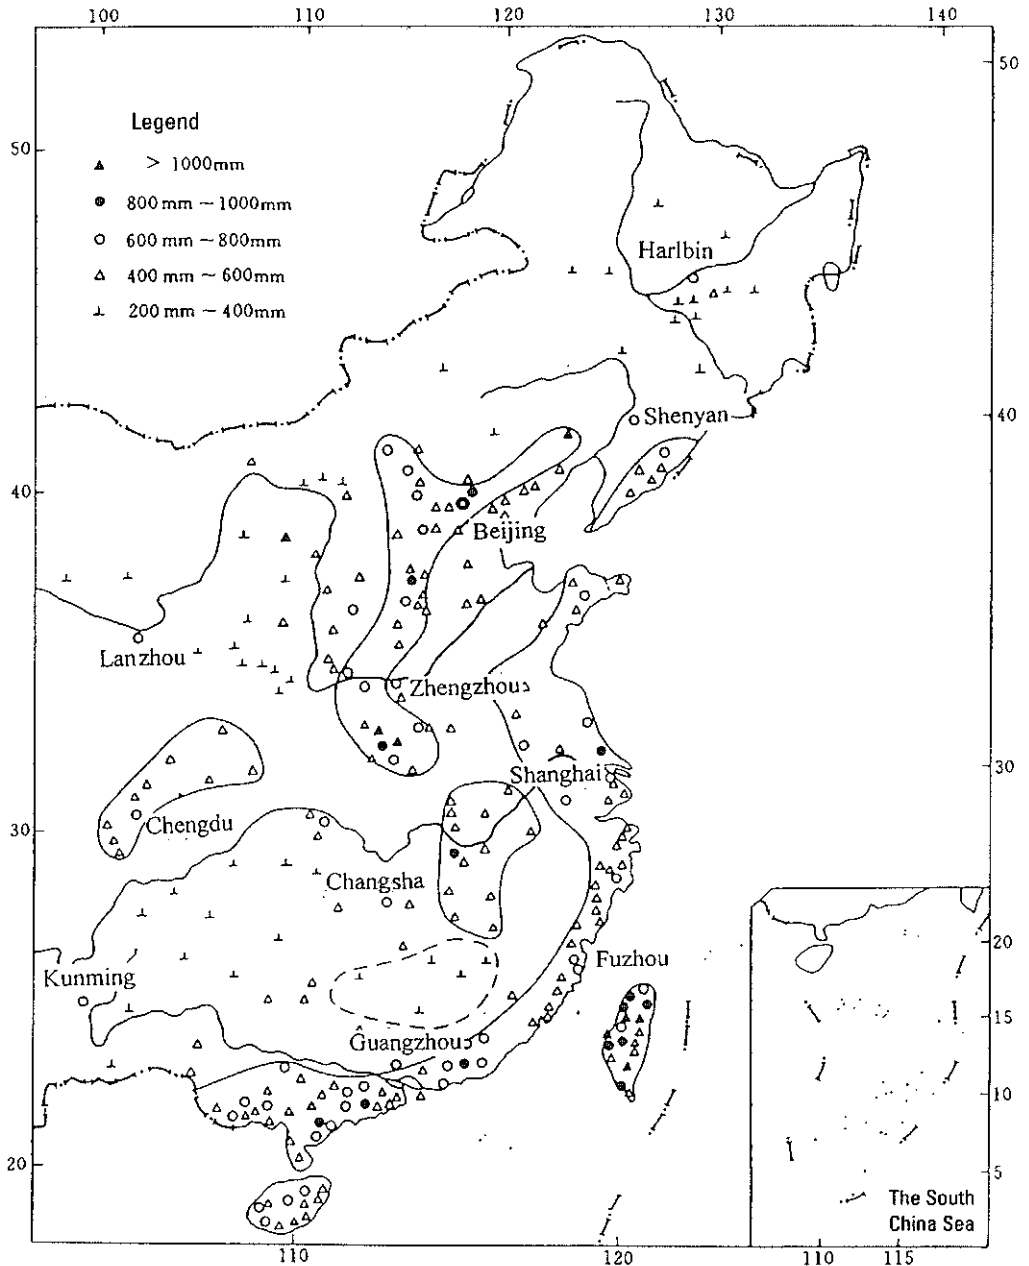 100 110 120 130 140
50
Legend
50
> 1000mm
800 mm ~ 1000mm
600 mm ~ 800mm
Harlbin
400 mm ~ 600mm
200 mm ~ 400mm
40
Shenyan
40
Beijing
Lanzhou
Zhengzhou
30
Shanghai
Chengdu
30
Changsha
20
Fuzhou
Kunming
15
Guangzhou
10
20
5
The South
China Sea
110 120 110 115